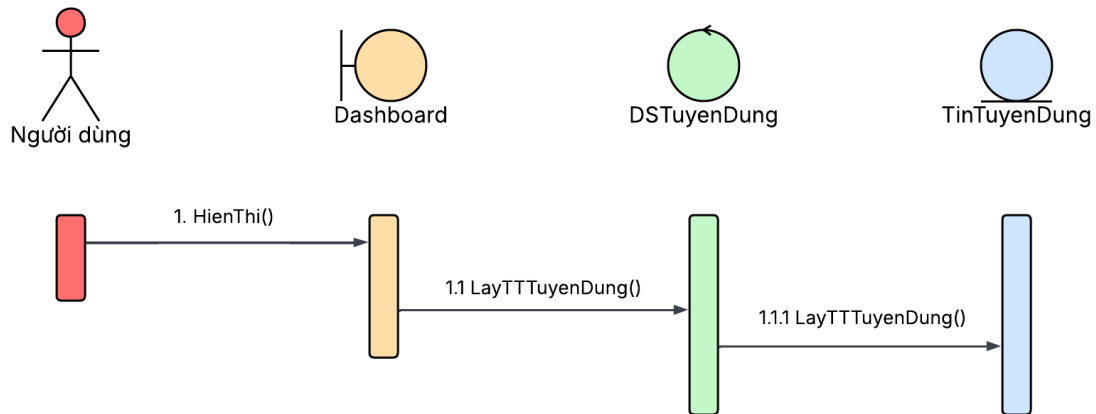 Người dùng
Dashboard
DSTuyenDung
TinTuyenDung
1. HienThi()
1.1 LayTTTuyenDung()
1.1.1 LayTTTuyenDung()